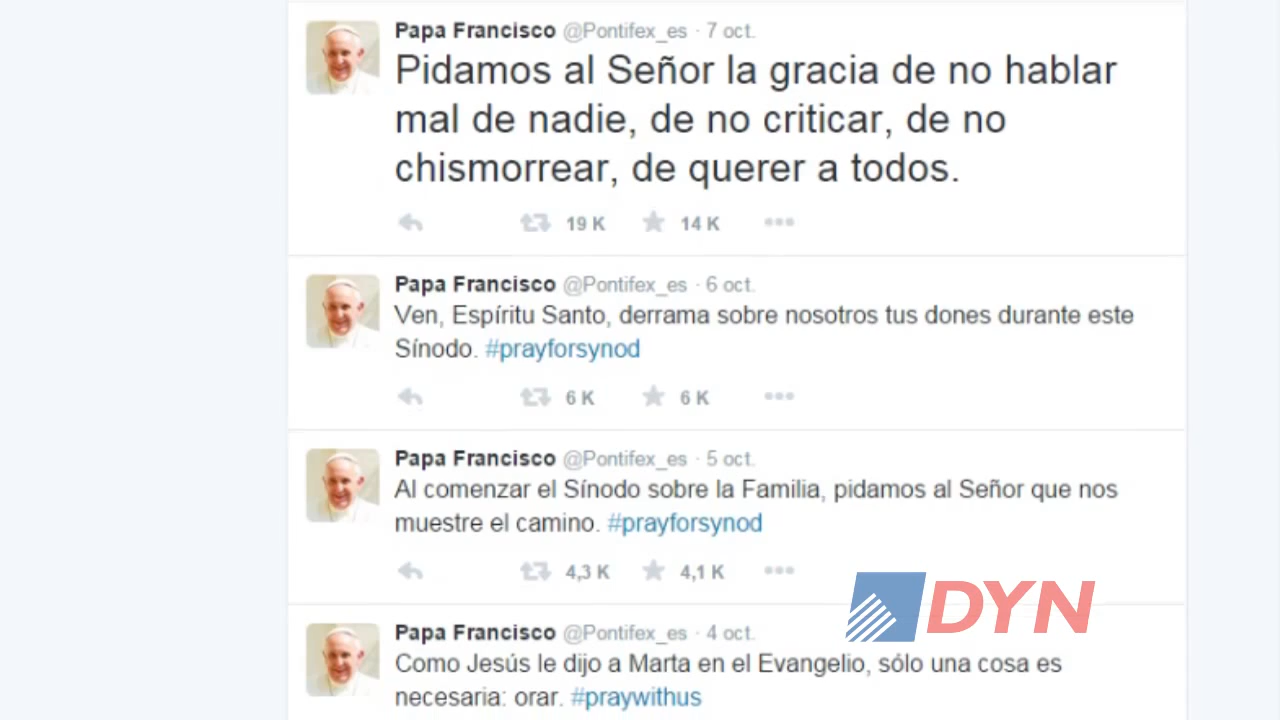 Papa Francisco @Pontifex_es · 7 oct.
Pidamos al Señor la gracia de no hablar
mal de nadie, de no criticar, de no
chismorrear, de querer a todos.
19 K 14 K
Papa Francisco @Pontifex_es · 6 oct.
Ven, Espíritu Santo, derrama sobre nosotros tus dones durante este
Sínodo. #prayforsynod
6 K 6 K
Papa Francisco @Pontifex_es · 5 oct.
Al comenzar el Sínodo sobre la Familia, pidamos al Señor que nos
muestre el camino. #prayforsynod
4,3 K 4,1 K
DYN
Papa Francisco @Pontifex_es · 4 oct.
Como Jesús le dijo a Marta en el Evangelio, sólo una cosa es
necesaria: orar. #praywithus